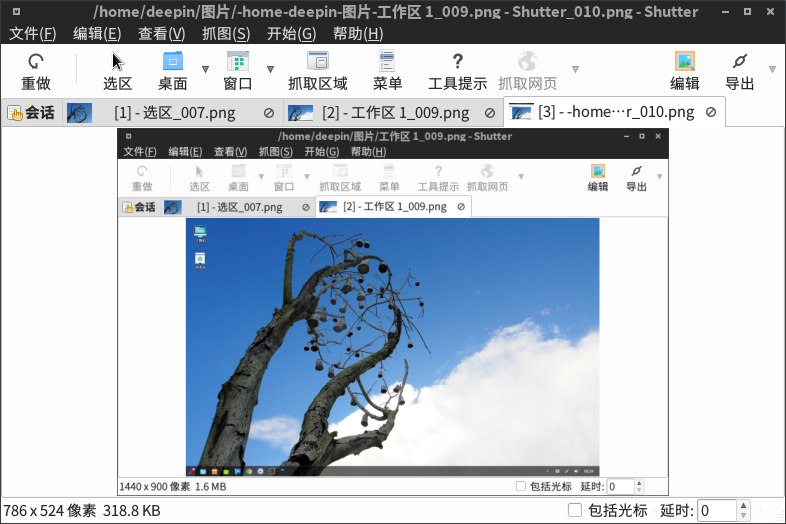 /home/deepin/图片/-home-deepin-图片-工作区 1_009.png - Shutter_010.png - Shutter
文件(F) 编辑(E) 查看(V) 抓图(S) 开始(G) 帮助(H)
重做 选区 桌面 窗口 抓取区域 菜单 工具提示 抓取网页 编辑 导出
会话 [1] - 选区_007.png [2] - 工作区 1_009.png [3] - -home…r_010.png
/home/deepin/图片/工作区 1_009.png - Shutter
文件(F) 编辑(E) 查看(V) 抓图(S) 开始(G) 帮助(H)
重做 选区 桌面 窗口 抓取区域 菜单 工具提示 抓取网页 编辑 导出
会话 [1] - 选区_007.png [2] - 工作区 1_009.png
1440 x 900 像素 1.6 MB 包括光标 延时: 0
786 x 524 像素 318.8 KB 包括光标 延时: 0